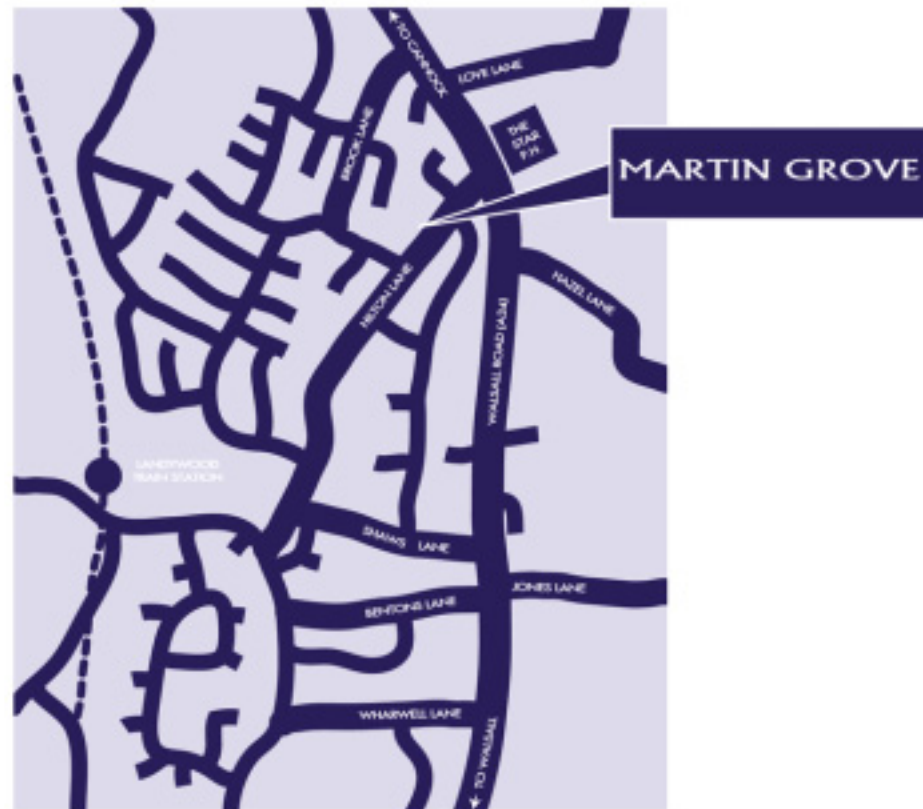 TO CANNOCK
LOVE LANE
BROOK LANE
THE
STAR
P.H.
MARTIN GROVE
HILTON LANE
HAZEL LANE
WALSALL ROAD (A34)
LANDYWOOD
TRAIN STATION
SHAWS LANE
JONES LANE
BENTONS LANE
WHARWELL LANE
TO WALSALL